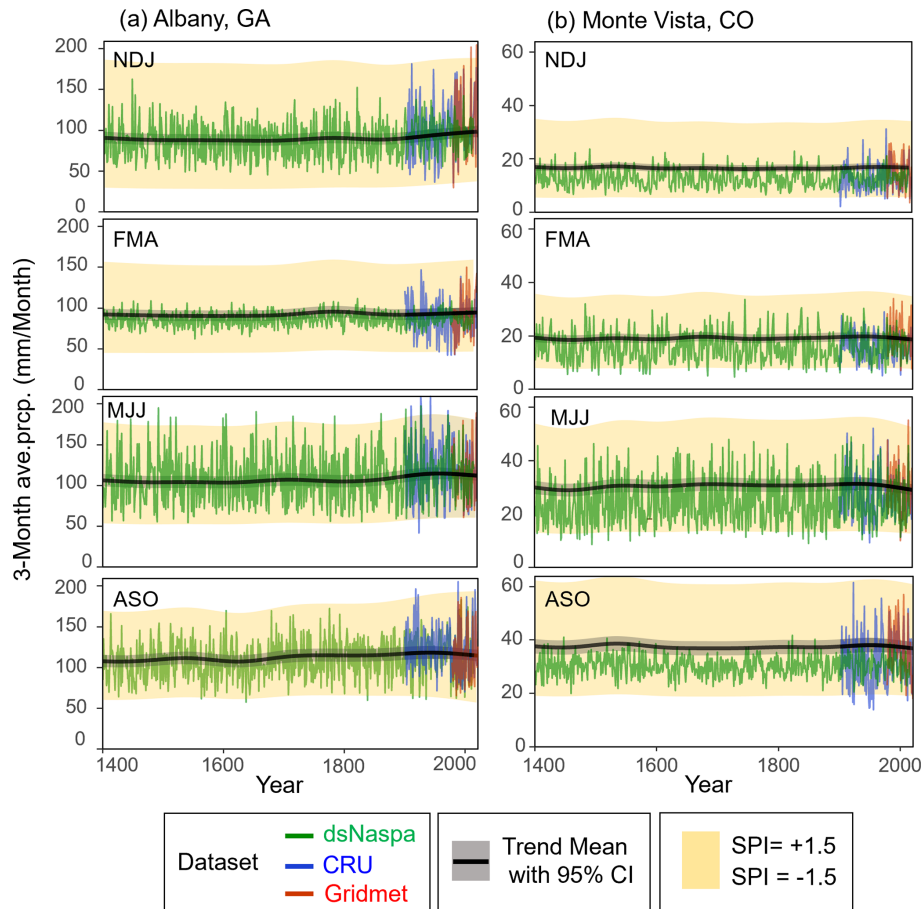 (a) Albany, GA
(b) Monte Vista, CO
3-Month ave.prcp. (mm/Month)
NDJ
200
150
100
50
0
NDJ
60
40
20
0
FMA
200
150
100
50
0
FMA
60
40
20
0
MJJ
200
150
100
50
0
MJJ
60
40
20
0
ASO
200
150
100
50
0
ASO
60
40
20
0
1400 1600 1800 2000
Year
1400 1600 1800 2000
Year
Dataset
dsNaspa
CRU
Gridmet
Trend Mean
with 95% CI
SPI= +1.5
SPI = -1.5